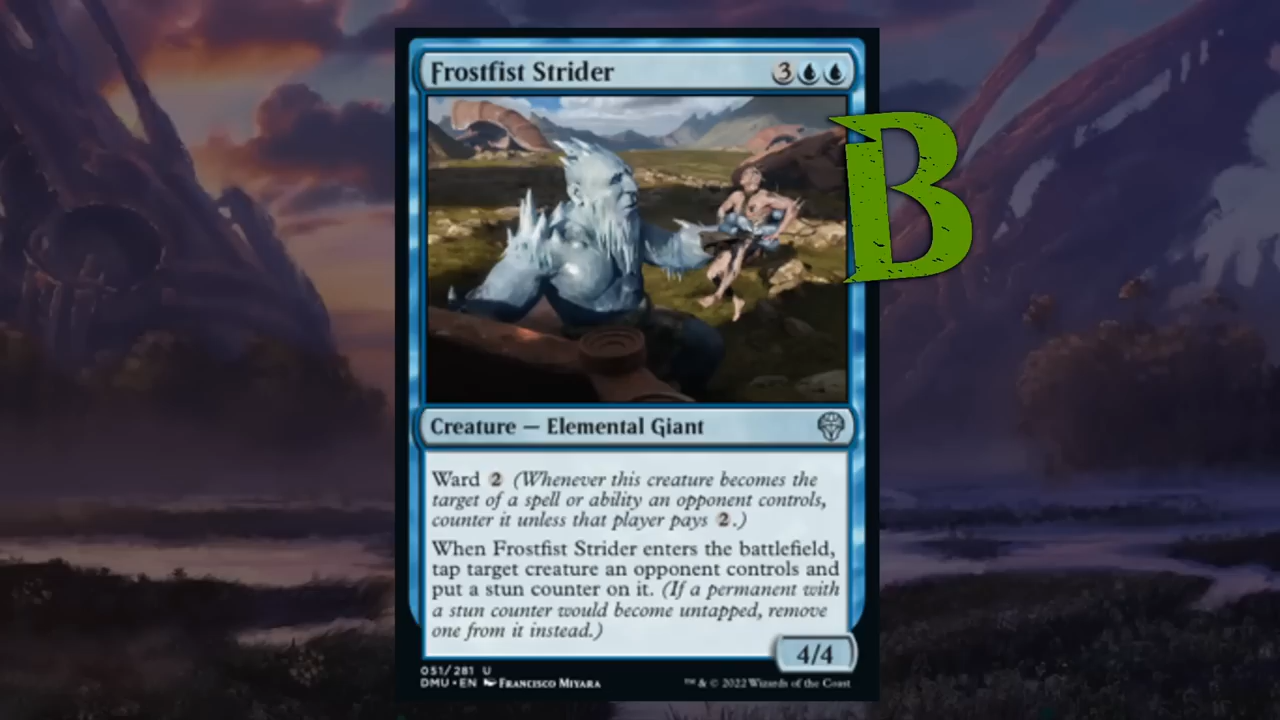 Frostfist Strider 3
B
Creature — Elemental Giant
Ward 2 (Whenever this creature becomes the
target of a spell or ability an opponent controls,
counter it unless that player pays 2.)
When Frostfist Strider enters the battlefield,
tap target creature an opponent controls and
put a stun counter on it. (If a permanent with
a stun counter would become untapped, remove
one from it instead.)
4/4
051/281 U
DMU • EN Francisco Miyara
™ & © 2022 Wizards of the Coast